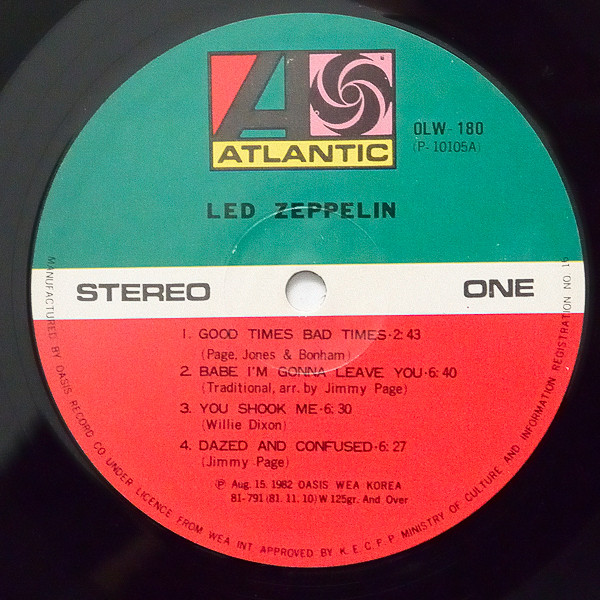 ATLANTIC
OLW- 180
(P-10105A)
LED ZEPPELIN
STEREO
ONE
1. GOOD TIMES BAD TIMES·2:43
(Page, Jones & Bonham)
2. BABE I'M GONNA LEAVE YOU·6:40
(Traditional, arr. by Jimmy Page)
3. YOU SHOOK ME·6:30
(Willie Dixon)
4. DAZED AND CONFUSED·6:27
(Jimmy Page)
Ⓟ Aug. 15. 1982 OASIS WEA KOREA
81-791 (81. 11. 10) W 125gr. And Over
MANUFACTURED BY OASIS RECORD CO UNDER LICENCE FROM WEA INT APPROVED BY K. E. C. F. P MINISTRY OF CULTURE AND INFORMATION REGISTRATION NO. 16